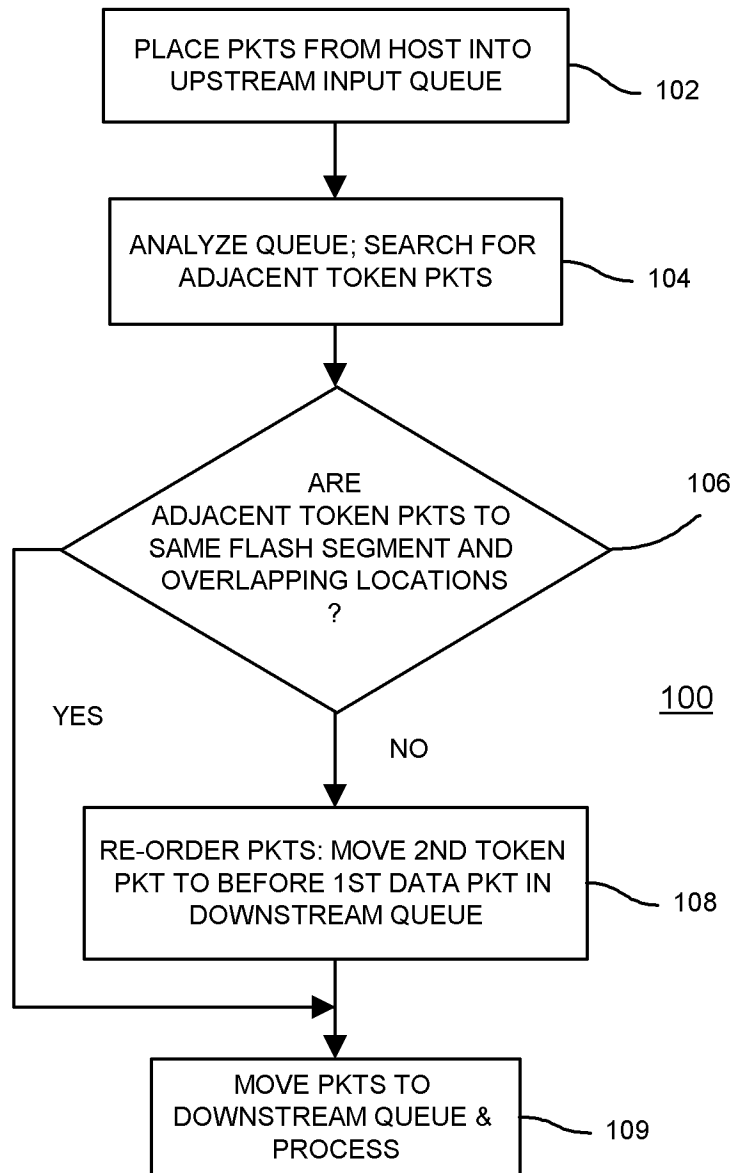 PLACE PKTS FROM HOST INTO
UPSTREAM INPUT QUEUE
102
ANALYZE QUEUE; SEARCH FOR
ADJACENT TOKEN PKTS
104
ARE
ADJACENT TOKEN PKTS TO
SAME FLASH SEGMENT AND
OVERLAPPING LOCATIONS
?
106
YES
NO
100
RE-ORDER PKTS: MOVE 2ND TOKEN
PKT TO BEFORE 1ST DATA PKT IN
DOWNSTREAM QUEUE
108
MOVE PKTS TO
DOWNSTREAM QUEUE &
PROCESS
109